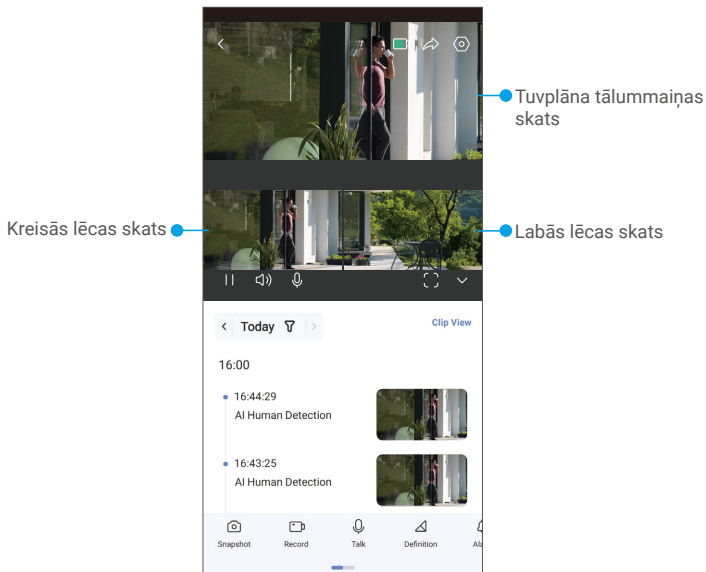 Tuvplāna tālummaiņas
skats
Kreisās lēcas skats
Labās lēcas skats
Today
Clip View
16:00
16:44:29
AI Human Detection
16:43:25
AI Human Detection
Snapshot
Record
Talk
Definition
Ala